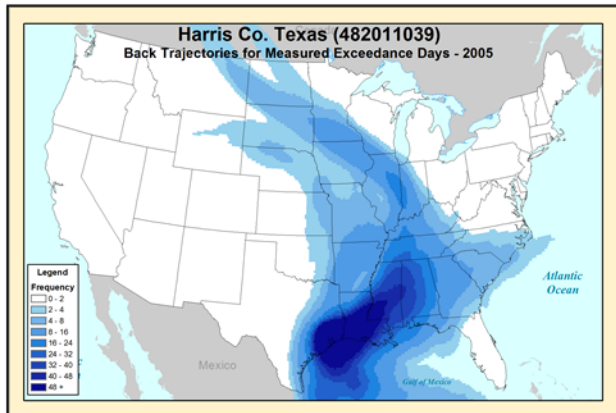 Canada
Harris Co. Texas (482011039)
Back Trajectories for Measured Exceedance Days - 2005
Legend
Frequency
0 - 2
2 - 4
4 - 8
8 - 16
16 - 24
24 - 32
32 - 40
40 - 48
48 +
Atlantic
Ocean
Mexico
Gulf of Mexico